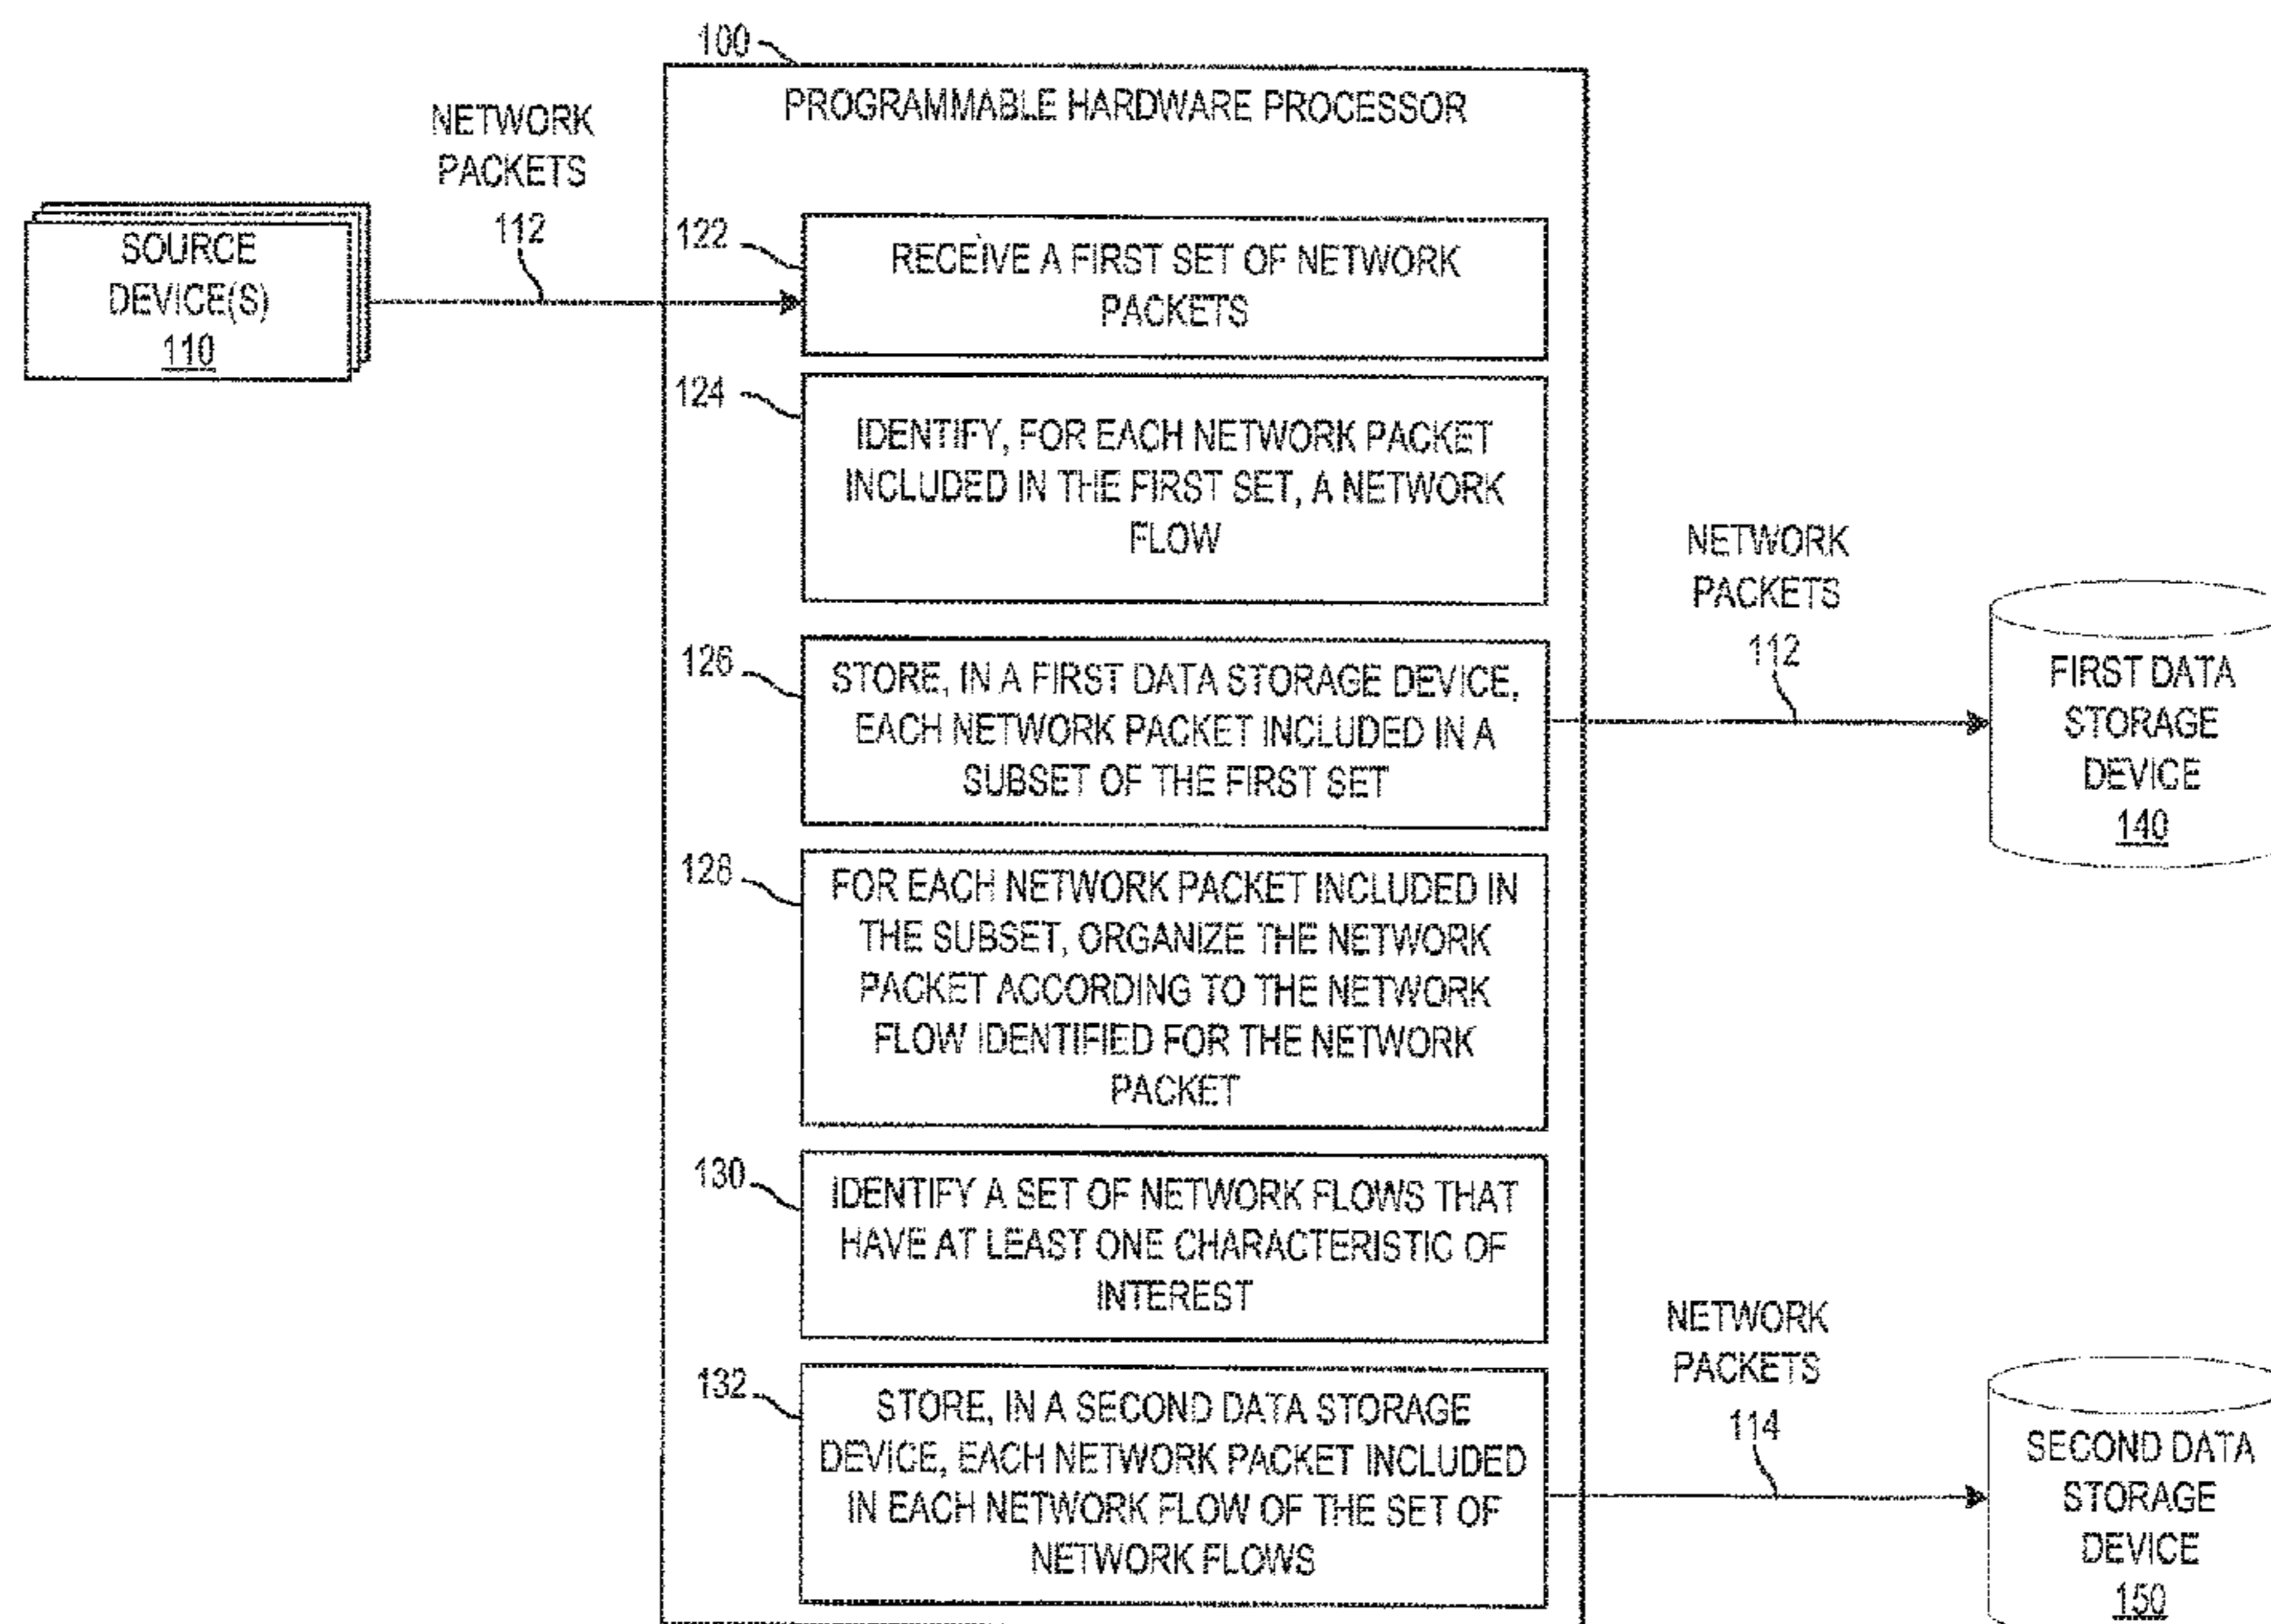 100
PROGRAMMABLE HARDWARE PROCESSOR
NETWORK
PACKETS
112
SOURCE
DEVICE(S)
110
122
RECEIVE A FIRST SET OF NETWORK
PACKETS
124
IDENTIFY, FOR EACH NETWORK PACKET
INCLUDED IN THE FIRST SET, A NETWORK
FLOW
126
STORE, IN A FIRST DATA STORAGE DEVICE,
EACH NETWORK PACKET INCLUDED IN A
SUBSET OF THE FIRST SET
NETWORK
PACKETS
112
FIRST DATA
STORAGE
DEVICE
140
128
FOR EACH NETWORK PACKET INCLUDED IN
THE SUBSET, ORGANIZE THE NETWORK
PACKET ACCORDING TO THE NETWORK
FLOW IDENTIFIED FOR THE NETWORK
PACKET
130
IDENTIFY A SET OF NETWORK FLOWS THAT
HAVE AT LEAST ONE CHARACTERISTIC OF
INTEREST
132
STORE, IN A SECOND DATA STORAGE
DEVICE, EACH NETWORK PACKET INCLUDED
IN EACH NETWORK FLOW OF THE SET OF
NETWORK FLOWS
NETWORK
PACKETS
114
SECOND DATA
STORAGE
DEVICE
150